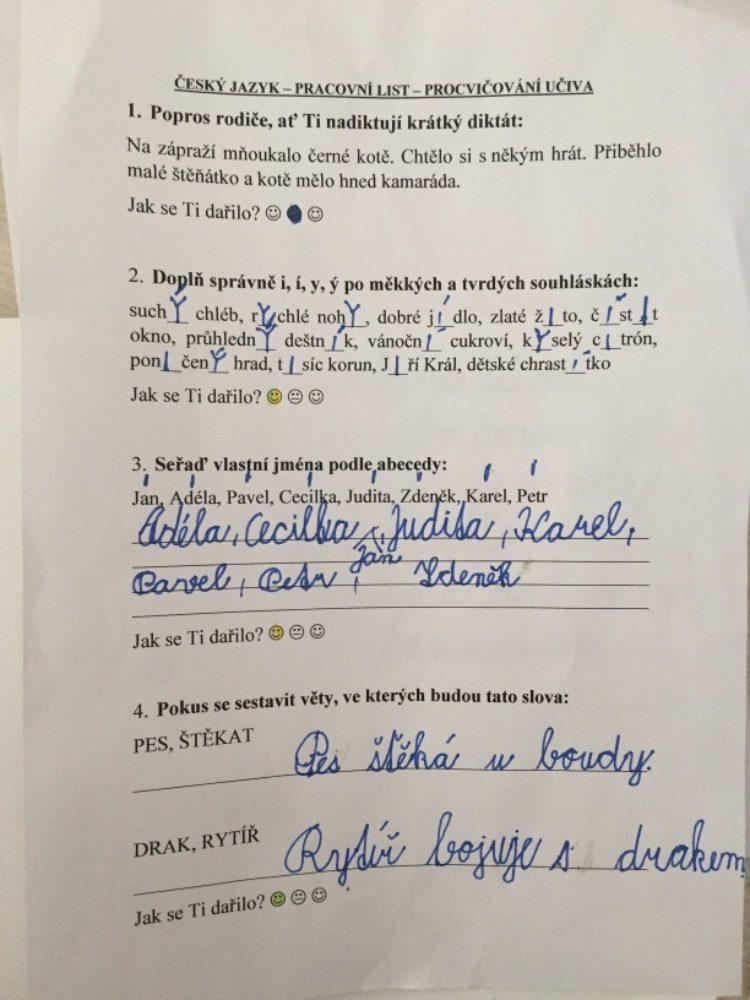 ČESKÝ JAZYK – PRACOVNÍ LIST – PROCVIČOVÁNÍ UČIVA
1. Popros rodiče, ať Ti nadiktují krátký diktát:
Na zápraží mňoukalo černé kotě. Chtělo si s někým hrát. Přiběhlo
malé štěňátko a kotě mělo hned kamaráda.
Jak se Ti dařilo? ☺ ☺
2. Doplň správně i, í, y, ý po měkkých a tvrdých souhláskách:
suchý chléb, rychlé nohy, dobré jídlo, zlaté žito, čístit
okno, průhledný deštník, vánoční cukroví, kyselý citrón,
poničený hrad, tisíc korun, Jiří Král, dětské chrastítko
Jak se Ti dařilo? ☺ 😐 ☺
3. Seřaď vlastní jména podle abecedy:
Jan, Adéla, Pavel, Cecilka, Judita, Zdeněk, Karel, Petr
Adéla, Cecilka, Judita, Karel,
Jan
Pavel, Petr, Zdeněk
Jak se Ti dařilo? ☺ 😐 ☺
4. Pokus se sestavit věty, ve kterých budou tato slova:
PES, ŠTĚKAT Pes štěká u boudy.
DRAK, RYTÍŘ Rytíř bojuje s drakem
Jak se Ti dařilo? ☺ 😐 ☺